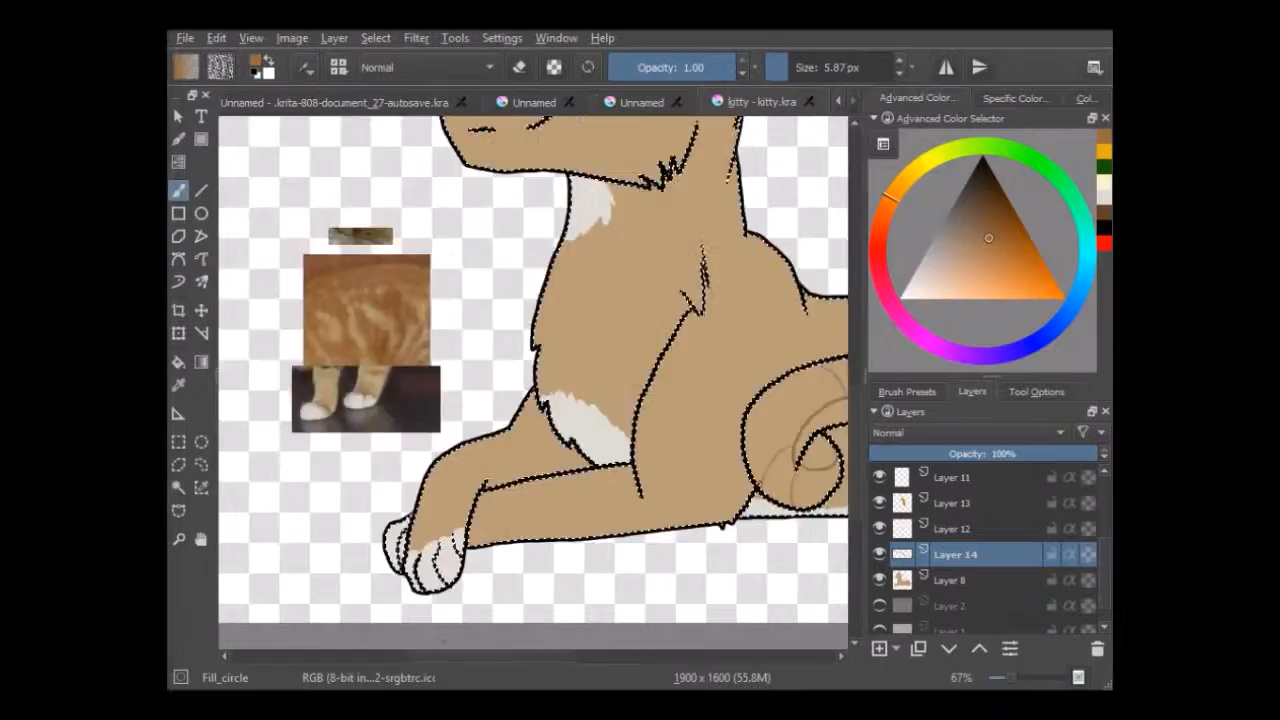 File Edit View Image Layer Select Filter Tools Settings Window Help
Normal Opacity: 1.00 Size: 5.87 px
Unnamed - .krita-808-document_27-autosave.kra Unnamed Unnamed kitty - kitty.kra Advanced Color... Specific Color... Col...
Advanced Color Selector
Brush Presets Layers Tool Options
Layers
Normal
Opacity: 100%
Layer 11
Layer 13
Layer 12
Layer 14
Layer 8
Layer 2
Layer 1
Fill_circle RGB (8-bit in...2-srgbtrc.icc 1900 x 1600 (55.8M) 67%